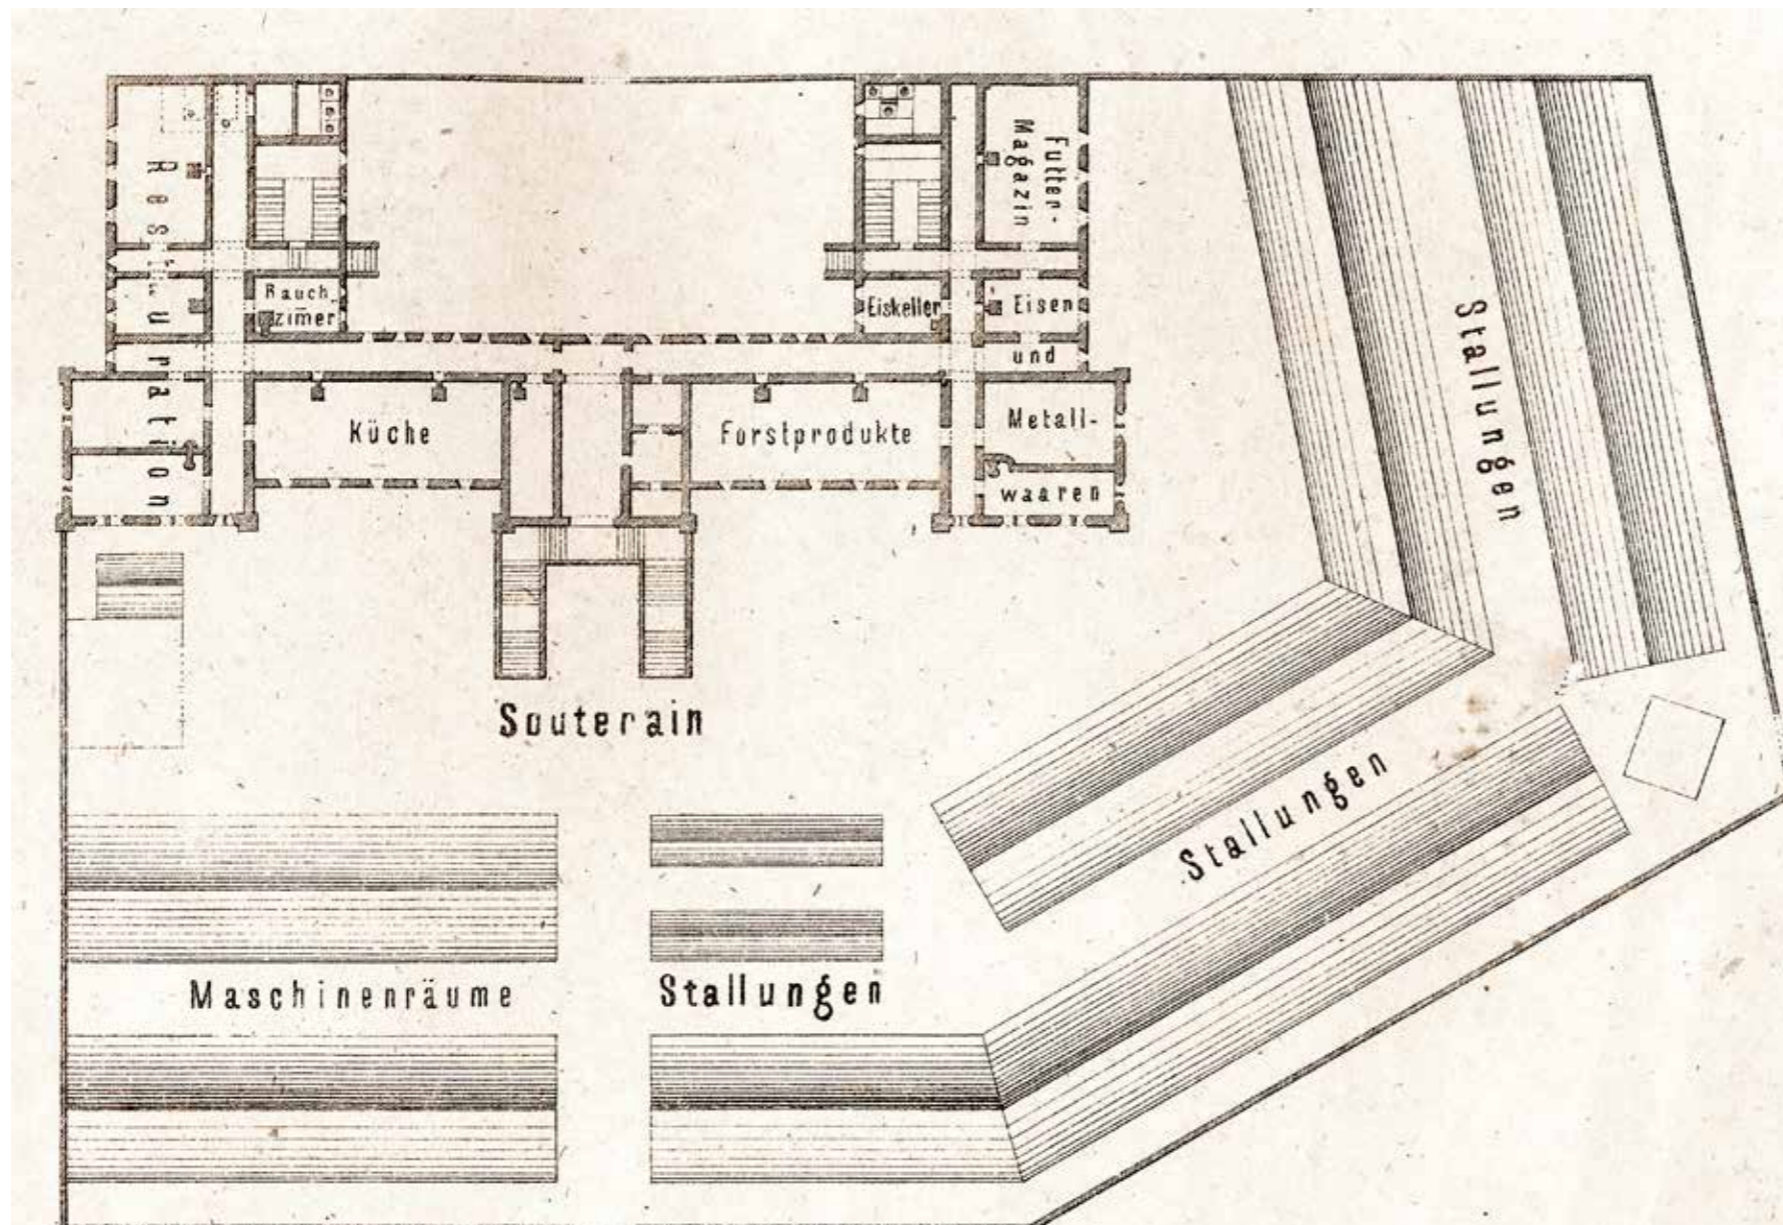 Restauration
Rauch
zimer
Küche
Eiskeller
Futter-
Magazin
Eisen
und
Metall-
waaren
Forstprodukte
Souterain
Stallungen
Stallungen
Maschinenräume
Stallungen